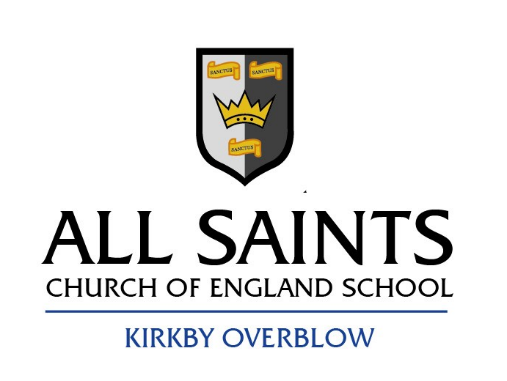 SANCTUS SANCTUS
SANCTUS
ALL SAINTS
CHURCH OF ENGLAND SCHOOL
KIRKBY OVERBLOW